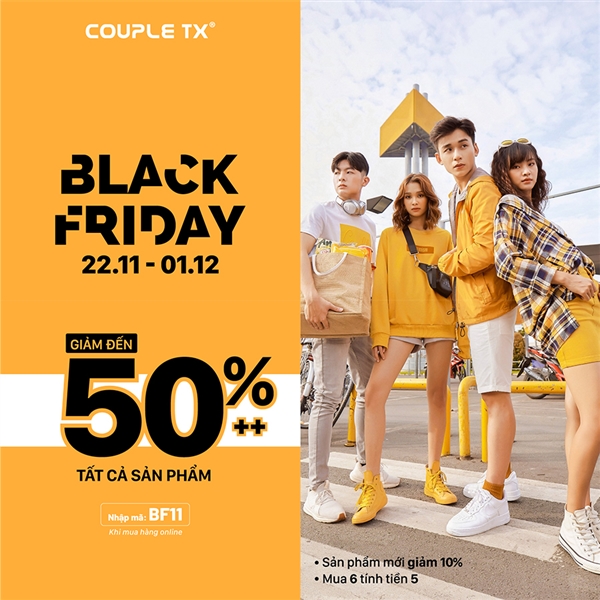 COUPLE TX®
BLACK
FRIDAY
22.11 - 01.12
GIẢM ĐẾN
50%++
TẤT CẢ SẢN PHẨM
Nhập mã: BF11
Khi mua hàng online
• Sản phẩm mới giảm 10%
• Mua 6 tính tiền 5